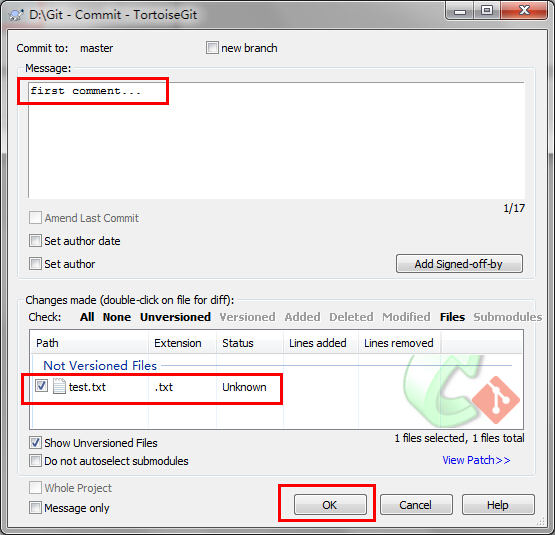 D:\Git - Commit - TortoiseGit
Commit to: master new branch
Message:
first comment...
1/17
Amend Last Commit
Set author date
Set author
Add Signed-off-by
Changes made (double-click on file for diff):
Check: All None Unversioned Versioned Added Deleted Modified Files Submodules
Path Extension Status Lines added Lines removed
Not Versioned Files
test.txt .txt Unknown
Show Unversioned Files
1 files selected, 1 files total
Do not autoselect submodules
View Patch>>
Whole Project
Message only
OK Cancel Help